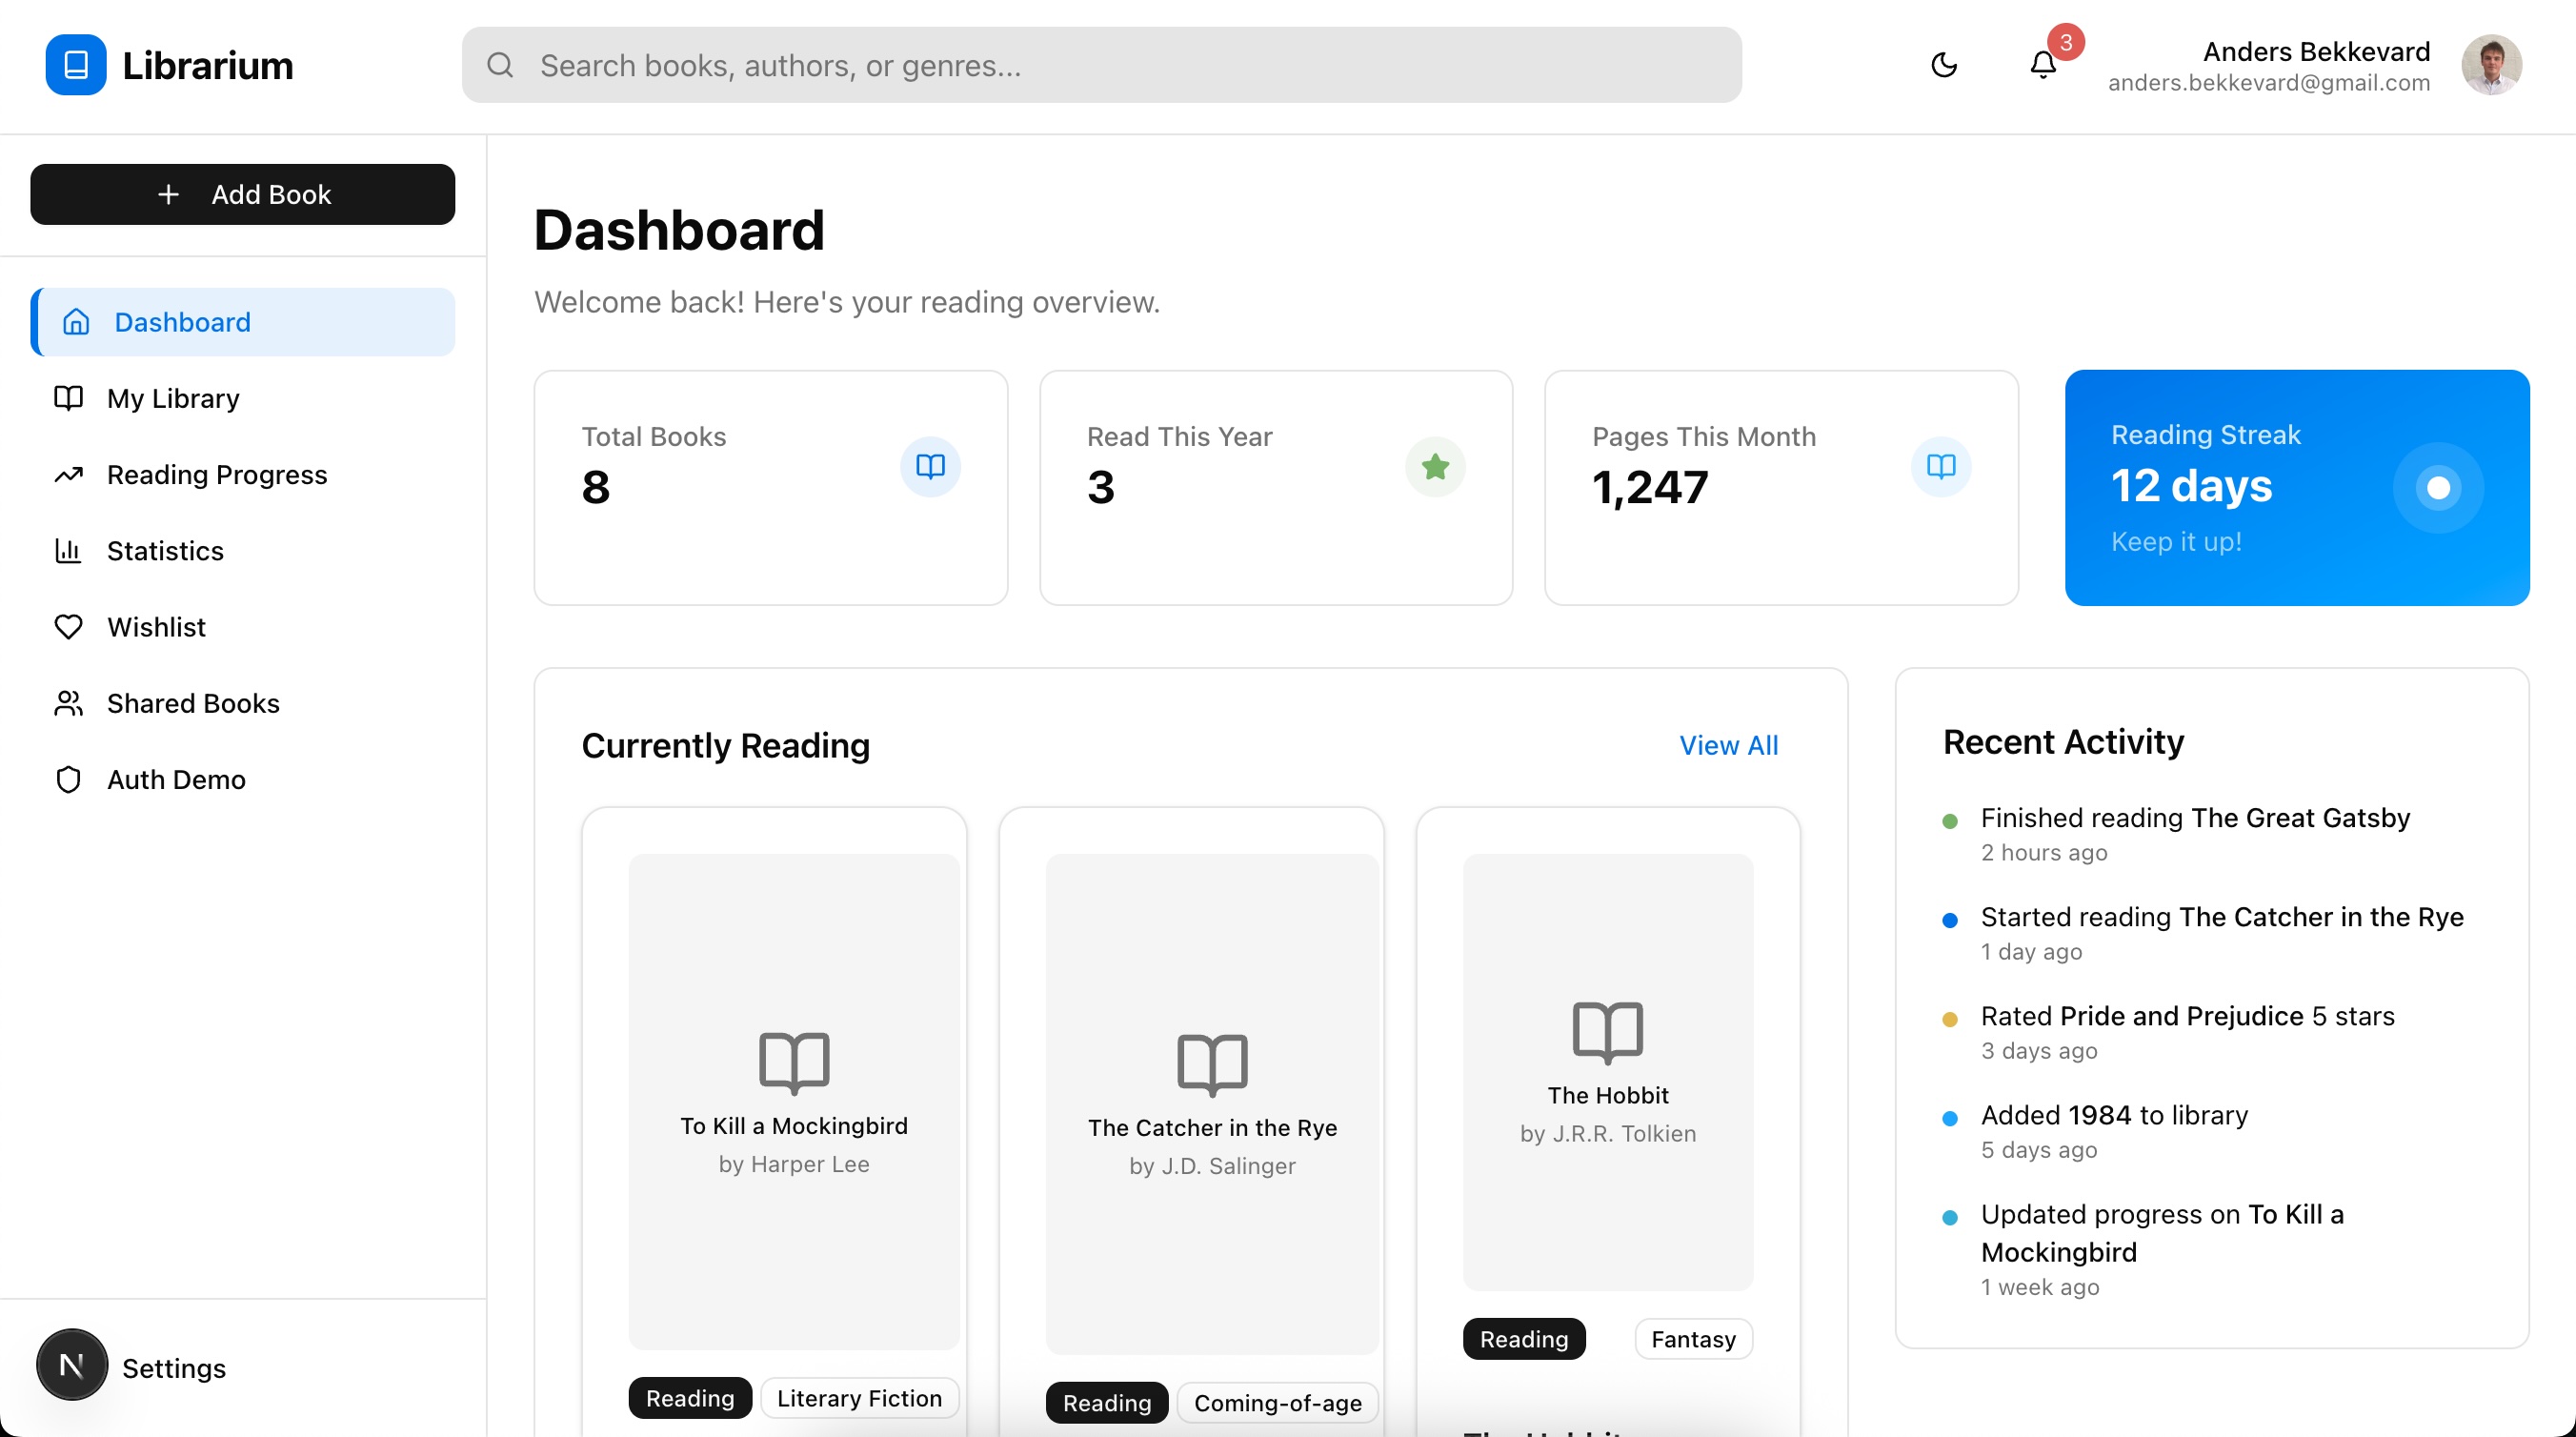 Librarium
Search books, authors, or genres...
3
Anders Bekkevard
anders.bekkevard@gmail.com
Add Book
Dashboard
My Library
Reading Progress
Statistics
Wishlist
Shared Books
Auth Demo
N
Settings
Dashboard
Welcome back! Here's your reading overview.
Total Books
8
Read This Year
3
Pages This Month
1,247
Reading Streak
12 days
Keep it up!
Currently Reading
View All
To Kill a Mockingbird
by Harper Lee
Reading
Literary Fiction
The Catcher in the Rye
by J.D. Salinger
Reading
Coming-of-age
The Hobbit
by J.R.R. Tolkien
Reading
Fantasy
The Hobbit
Recent Activity
Finished reading The Great Gatsby
2 hours ago
Started reading The Catcher in the Rye
1 day ago
Rated Pride and Prejudice 5 stars
3 days ago
Added 1984 to library
5 days ago
Updated progress on To Kill a
Mockingbird
1 week ago